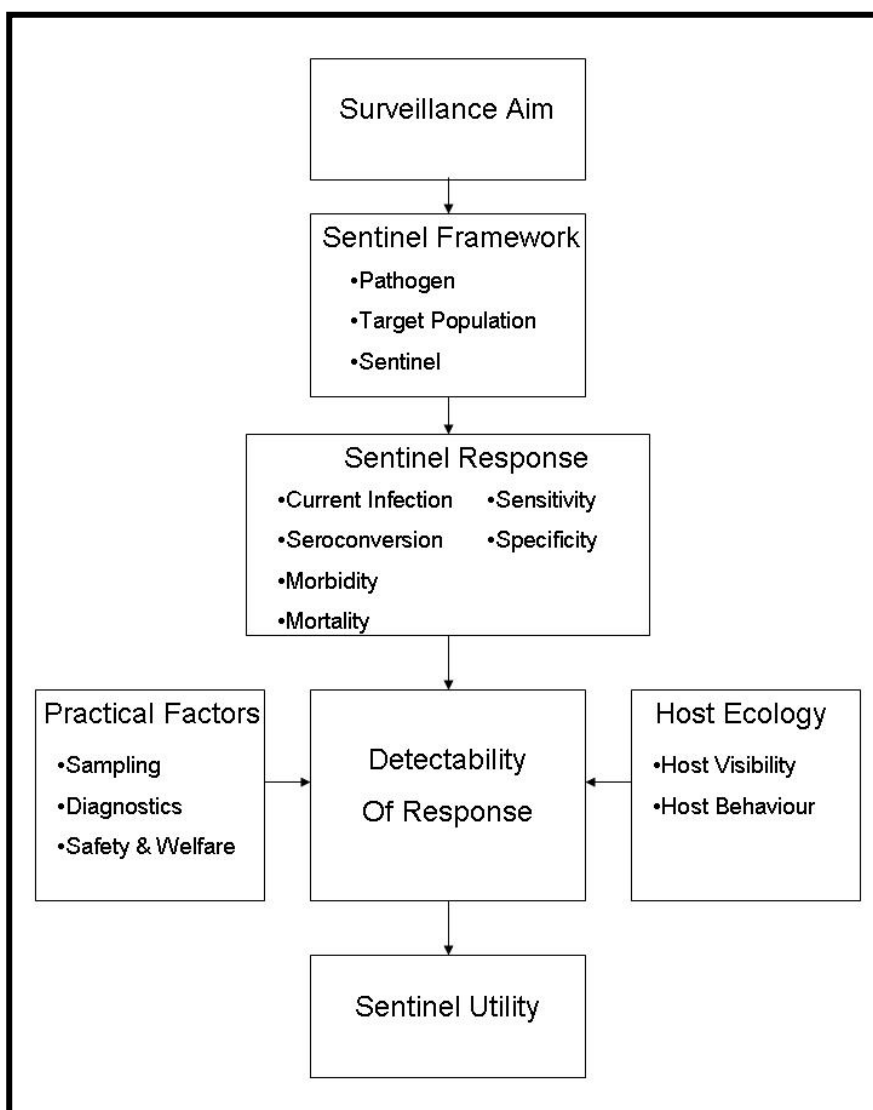 Surveillance Aim
Sentinel Framework
•Pathogen
•Target Population
•Sentinel
Sentinel Response
•Current Infection
•Seroconversion
•Morbidity
•Mortality
•Sensitivity
•Specificity
Practical Factors
•Sampling
•Diagnostics
•Safety & Welfare
Detectability
Of Response
Host Ecology
•Host Visibility
•Host Behaviour
Sentinel Utility